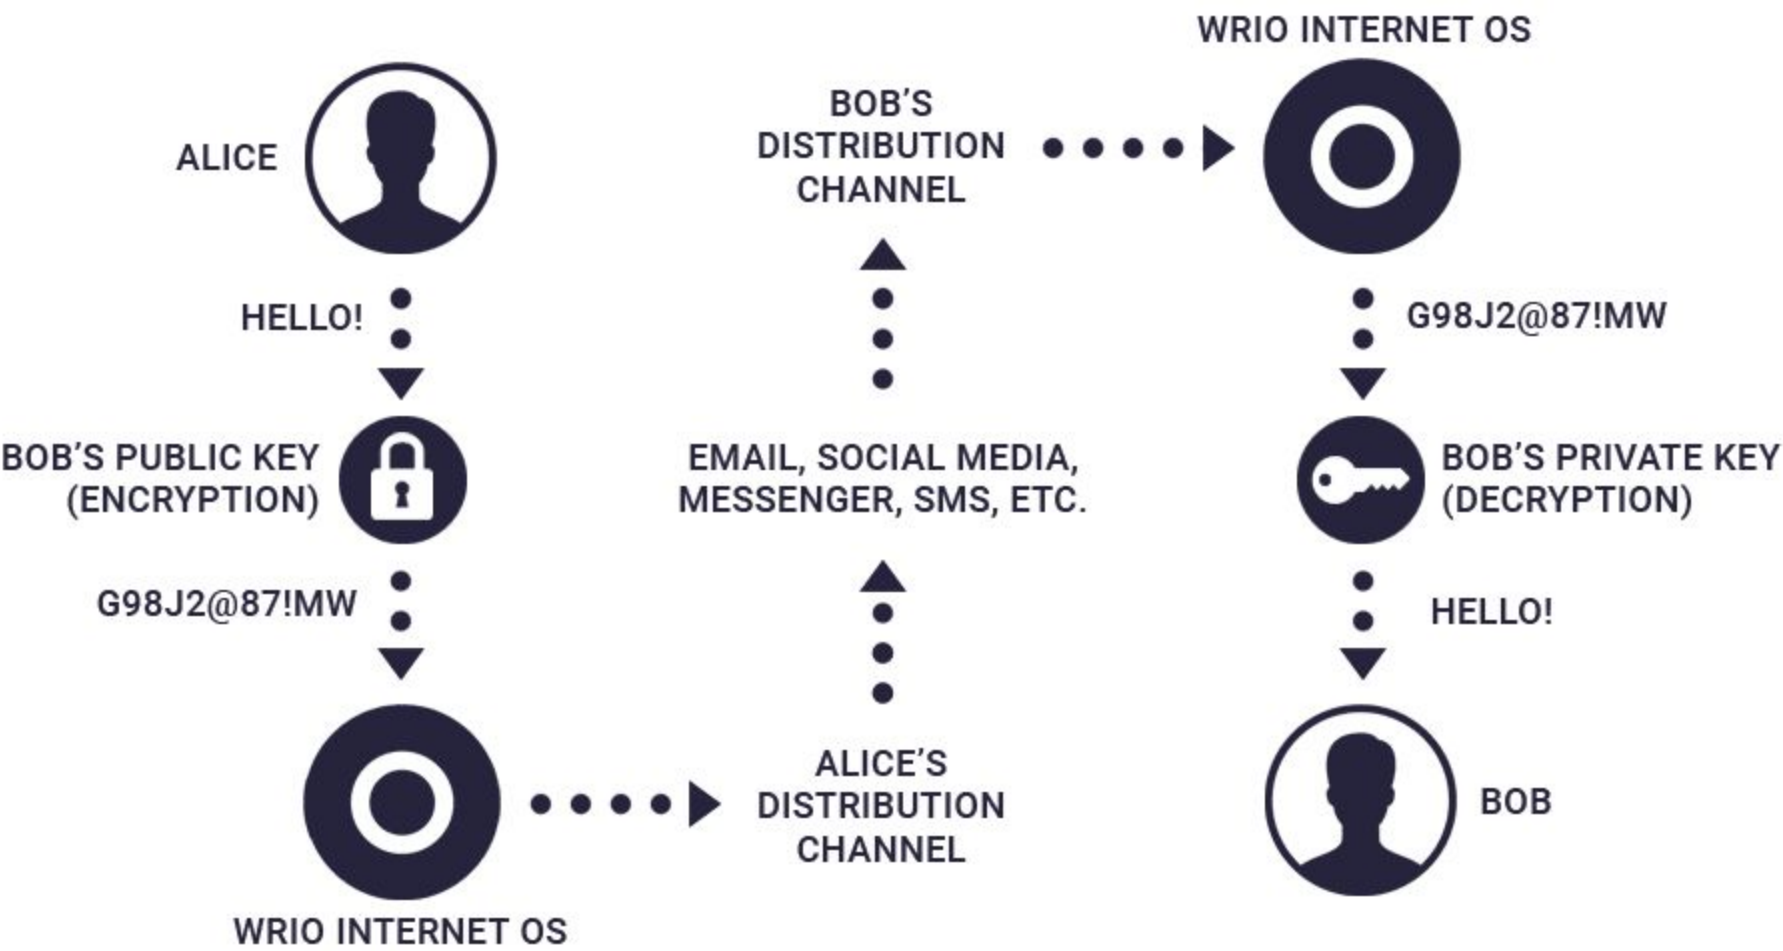 ALICE
HELLO!
BOB'S PUBLIC KEY
(ENCRYPTION)
G98J2@87!MW
WRIO INTERNET OS
ALICE'S
DISTRIBUTION
CHANNEL
EMAIL, SOCIAL MEDIA,
MESSENGER, SMS, ETC.
BOB'S
DISTRIBUTION
CHANNEL
WRIO INTERNET OS
G98J2@87!MW
BOB'S PRIVATE KEY
(DECRYPTION)
HELLO!
BOB